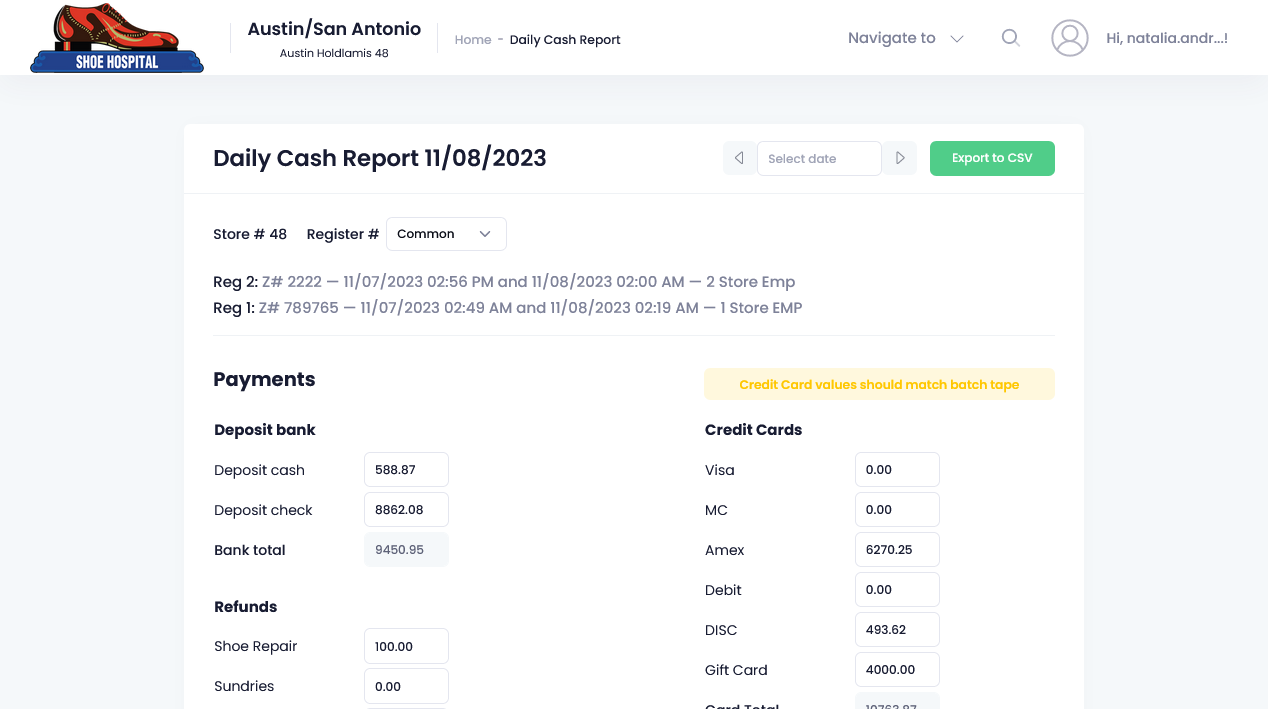 SHOE HOSPITAL
Austin/San Antonio
Austin Holdlamis 48
Home - Daily Cash Report
Navigate to
Hi, natalia.andr...!
Daily Cash Report 11/08/2023
Select date
Export to CSV
Store # 48 Register # Common
Reg 2: Z# 2222 — 11/07/2023 02:56 PM and 11/08/2023 02:00 AM — 2 Store Emp
Reg 1: Z# 789765 — 11/07/2023 02:49 AM and 11/08/2023 02:19 AM — 1 Store EMP
Payments
Deposit bank
Deposit cash 588.87
Deposit check 8862.08
Bank total 9450.95
Refunds
Shoe Repair 100.00
Sundries 0.00
Credit Card values should match batch tape
Credit Cards
Visa 0.00
MC 0.00
Amex 6270.25
Debit 0.00
DISC 493.62
Gift Card 4000.00
Card Total 10763.87